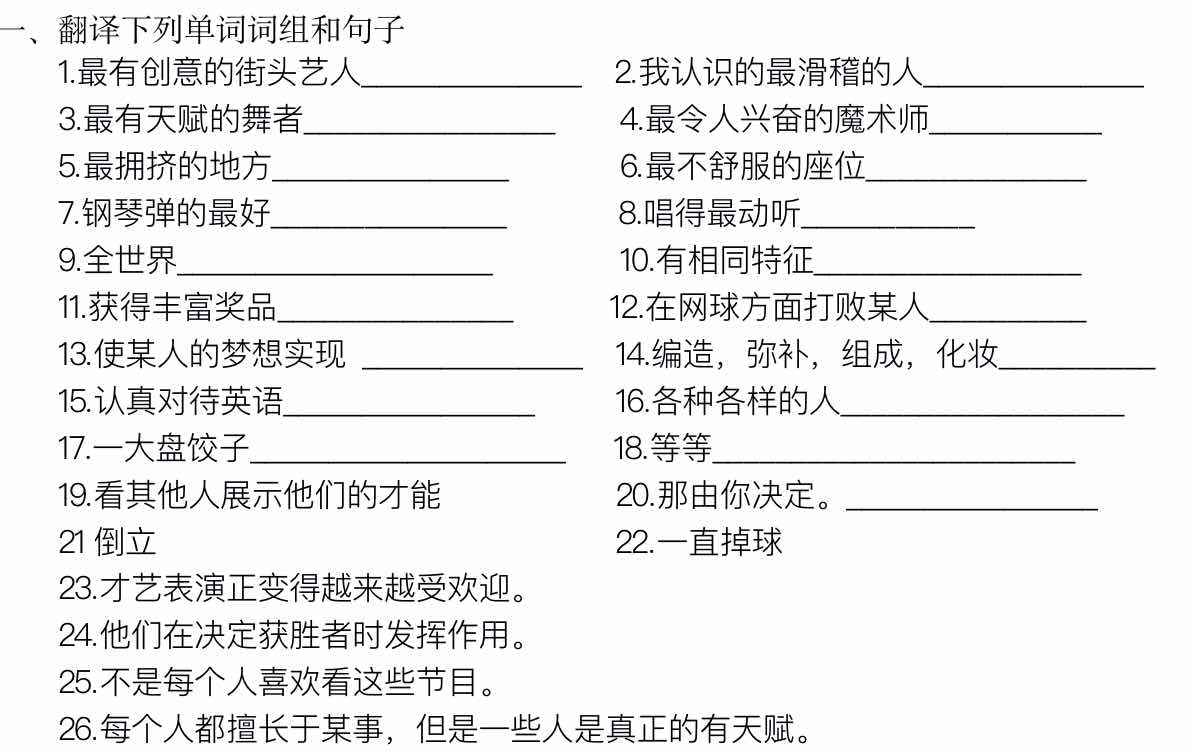 一、翻译下列单词词组和句子
1.最有创意的街头艺人______________ 2.我认识的最滑稽的人______________
3.最有天赋的舞者________________ 4.最令人兴奋的魔术师___________
5.最拥挤的地方_______________ 6.最不舒服的座位______________
7.钢琴弹的最好_______________ 8.唱得最动听___________
9.全世界____________________ 10.有相同特征_________________
11.获得丰富奖品_______________ 12.在网球方面打败某人__________
13.使某人的梦想实现 ______________ 14.编造，弥补，组成，化妆__________
15.认真对待英语________________ 16.各种各样的人__________________
17.一大盘饺子____________________ 18.等等_______________________
19.看其他人展示他们的才能 20.那由你决定。________________
21 倒立 22.一直掉球
23.才艺表演正变得越来越受欢迎。
24.他们在决定获胜者时发挥作用。
25.不是每个人喜欢看这些节目。
26.每个人都擅长于某事，但是一些人是真正的有天赋。